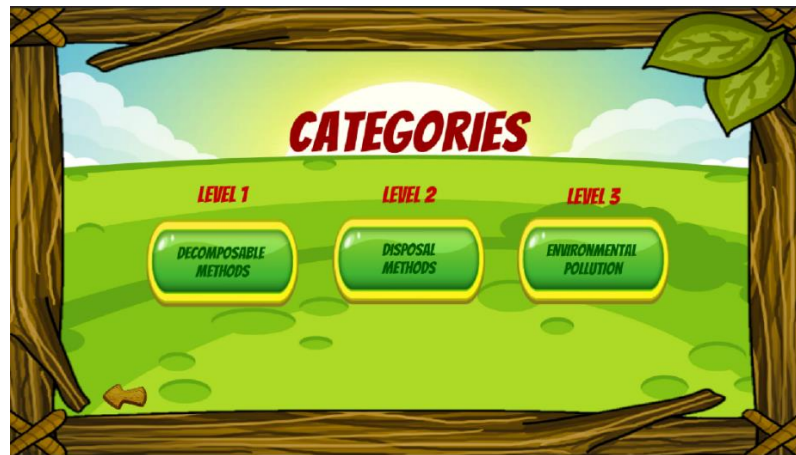 CATEGORIES
LEVEL 1
LEVEL 2
LEVEL 3
DECOMPOSABLE
METHODS
DISPOSAL
METHODS
ENVIRONMENTAL
POLLUTION